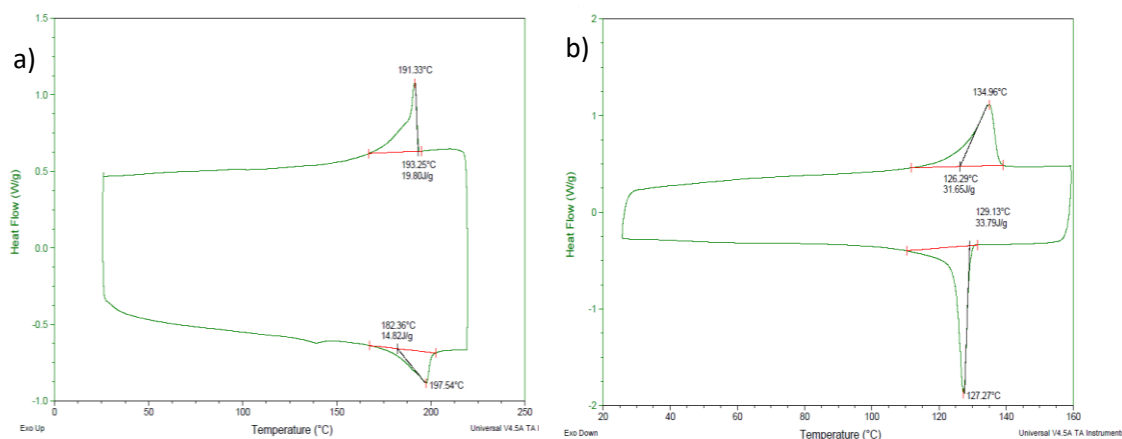 a)
1.5
1.0
0.5
0.0
-0.5
-1.0
Heat Flow (W/g)
191.33°C
193.25°C
19.80J/g
182.36°C
14.82J/g
197.54°C
0 50 100 150 200 250
Exo Up
Temperature (°C)
Universal V4.5A TA I
b)
2
1
0
-1
-2
Heat Flow (W/g)
134.96°C
126.29°C
31.65J/g
129.13°C
33.79J/g
127.27°C
20 40 60 80 100 120 140 160
Exo Down
Temperature (°C)
Universal V4.5A TA Instruments